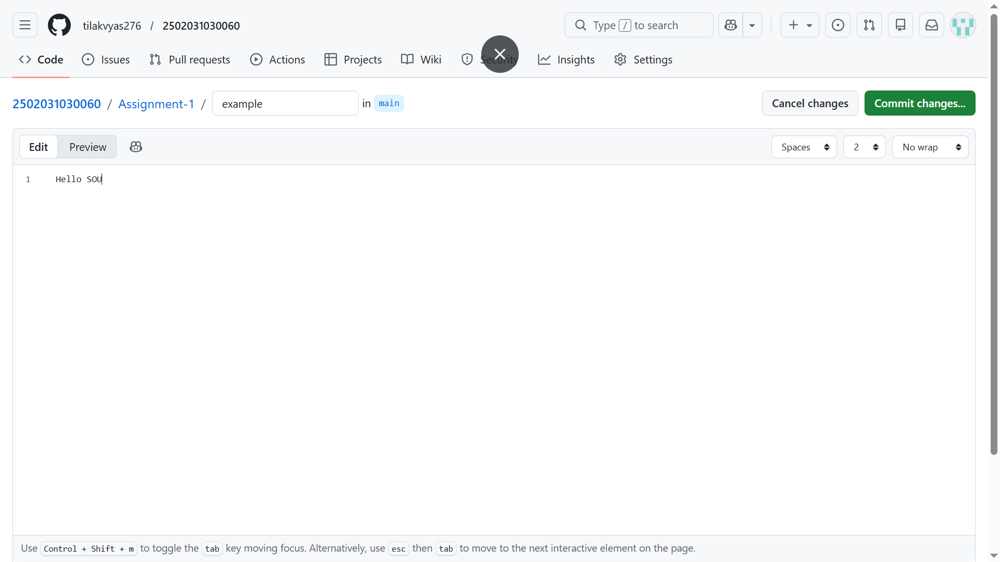 tilakvyas276 / 2502031030060 Type / to search
Code Issues Pull requests Actions Projects Wiki Security Insights Settings
2502031030060 / Assignment-1 / example in main Cancel changes Commit changes...
Edit Preview Spaces 2 No wrap
1 Hello SOU
Use Control + Shift + m to toggle the tab key moving focus. Alternatively, use esc then tab to move to the next interactive element on the page.